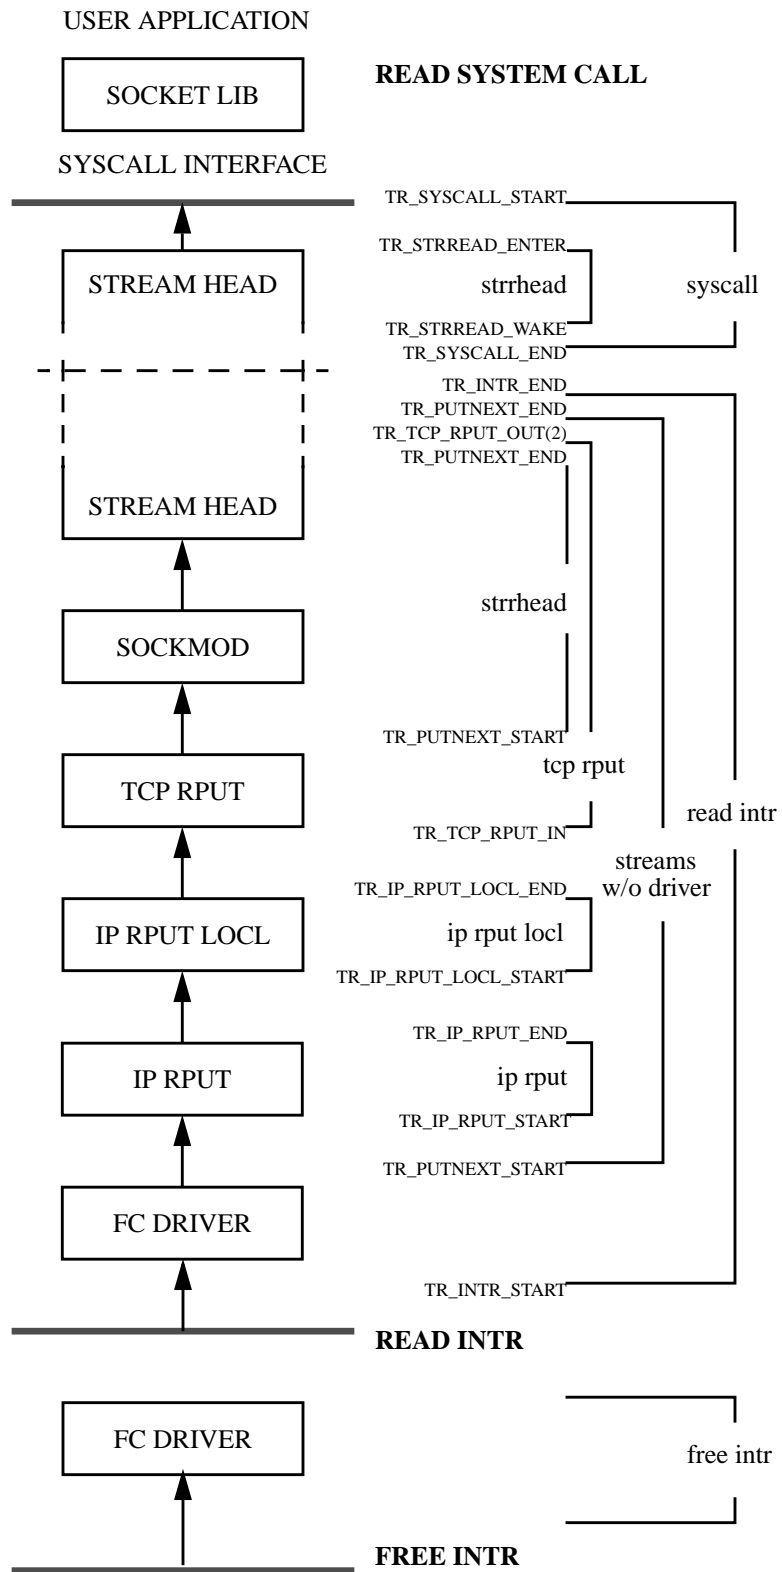 USER APPLICATION
READ SYSTEM CALL
SOCKET LIB
SYSCALL INTERFACE
TR_SYSCALL_START
TR_STRREAD_ENTER
STREAM HEAD
strrhead
syscall
TR_STRREAD_WAKE
TR_SYSCALL_END
TR_INTR_END
TR_PUTNEXT_END
TR_TCP_RPUT_OUT(2)
TR_PUTNEXT_END
STREAM HEAD
strrhead
SOCKMOD
TR_PUTNEXT_START
tcp rput
TCP RPUT
read intr
TR_TCP_RPUT_IN
streams
w/o driver
TR_IP_RPUT_LOCL_END
IP RPUT LOCL
ip rput locl
TR_IP_RPUT_LOCL_START
TR_IP_RPUT_END
IP RPUT
ip rput
TR_IP_RPUT_START
TR_PUTNEXT_START
FC DRIVER
TR_INTR_START
READ INTR
FC DRIVER
free intr
FREE INTR